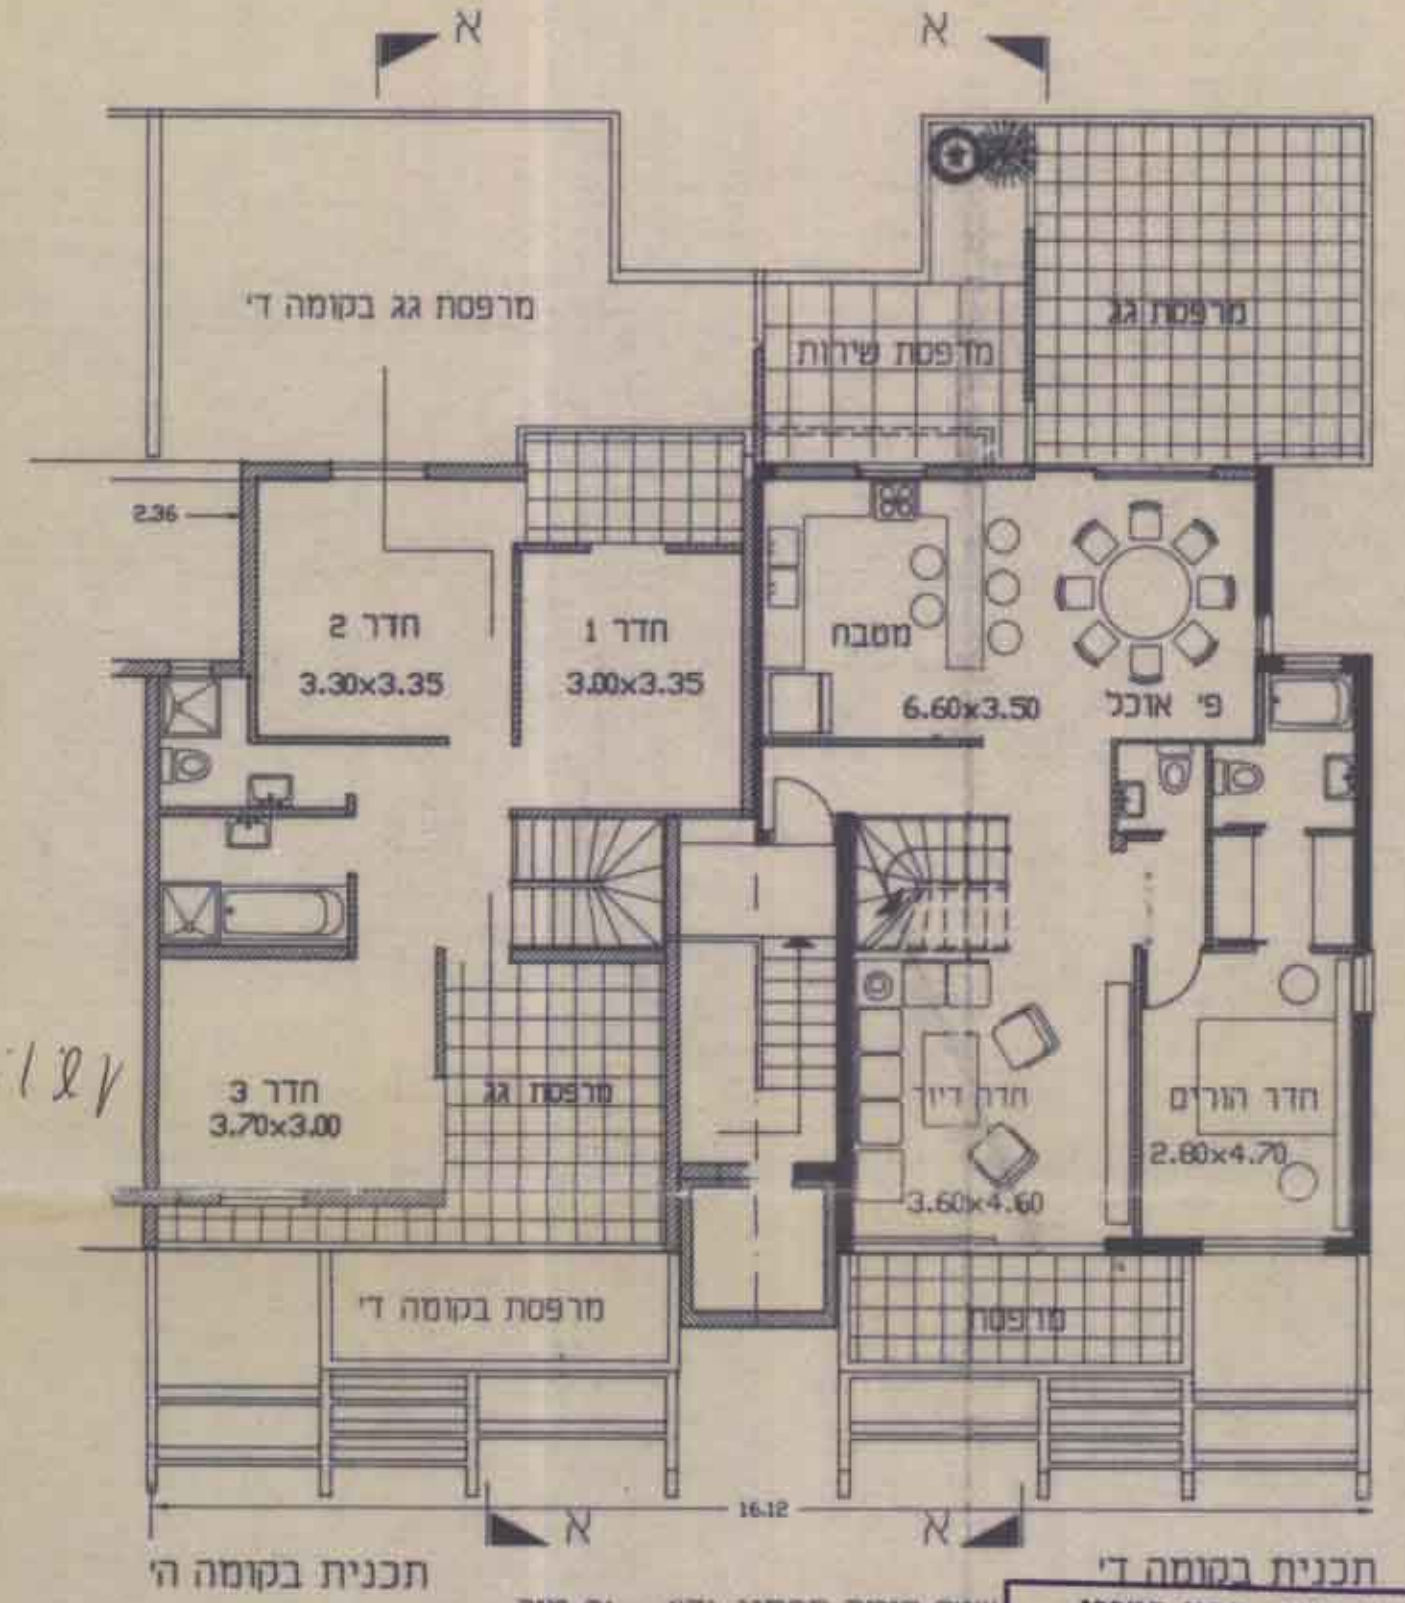 א
א
מרפסת גג בקומה ד'
מרפסת שירות
מרפסת גג
2.36
חדר 2
3.30x3.35
חדר 1
3.00x3.35
מטבח
6.60x3.50
פי אוכל
חדר 3
3.70x3.00
מרפסת גג
חדר דיור
3.60x4.60
חדר הורים
2.80x4.70
מרפסת בקומה ד'
מרפסת
16.12
א
א
תכנית בקומה ה'
תכנית בקומה ד'